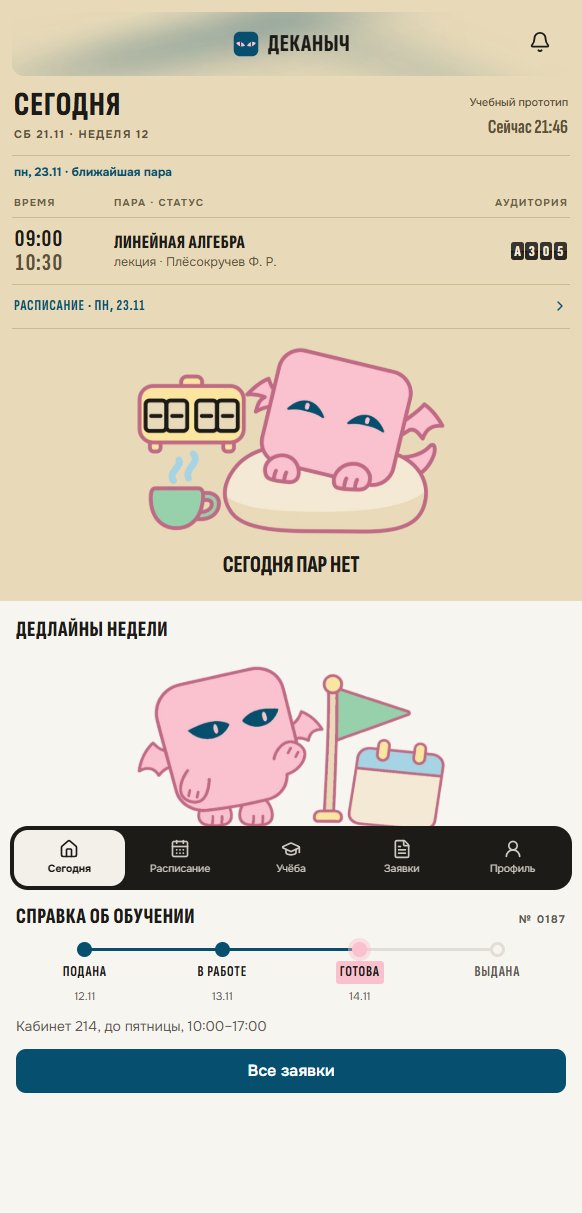 ДЕКАНЫЧ
СЕГОДНЯ
Учебный прототип
СБ 21.11 · НЕДЕЛЯ 12
Сейчас 21:46
пн, 23.11 · ближайшая пара
ВРЕМЯ ПАРА · СТАТУС АУДИТОРИЯ
09:00 ЛИНЕЙНАЯ АЛГЕБРА А305
10:30 лекция · Плёсокручев Ф. Р.
РАСПИСАНИЕ · ПН, 23.11
СЕГОДНЯ ПАР НЕТ
ДЕДЛАЙНЫ НЕДЕЛИ
Сегодня Расписание Учёба Заявки Профиль
СПРАВКА ОБ ОБУЧЕНИИ № 0187
ПОДАНА В РАБОТЕ ГОТОВА ВЫДАНА
12.11 13.11 14.11
Кабинет 214, до пятницы, 10:00–17:00
Все заявки